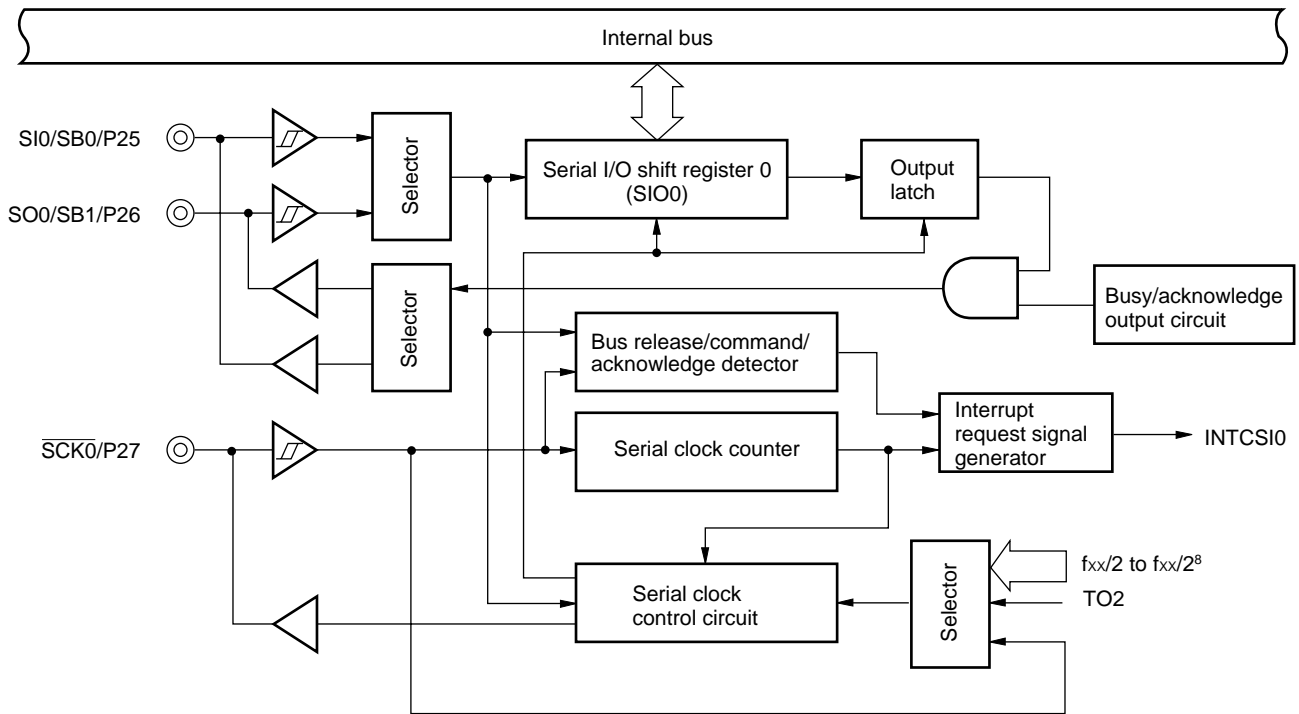 Internal bus
SI0/SB0/P25
SO0/SB1/P26
Selector
Serial I/O shift register 0
(SIO0)
Output
latch
Selector
Busy/acknowledge
output circuit
Bus release/command/
acknowledge detector
SCK0/P27
Serial clock counter
Interrupt
request signal
generator
INTCSI0
Serial clock
control circuit
Selector
fxx/2 to fxx/2⁸
TO2